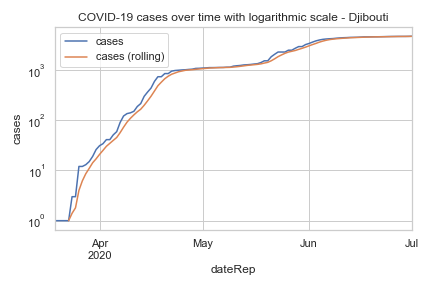 COVID-19 cases over time with logarithmic scale - Djibouti
cases
cases (rolling)
10³
10²
10¹
10⁰
cases
Apr
2020
May
Jun
Jul
dateRep